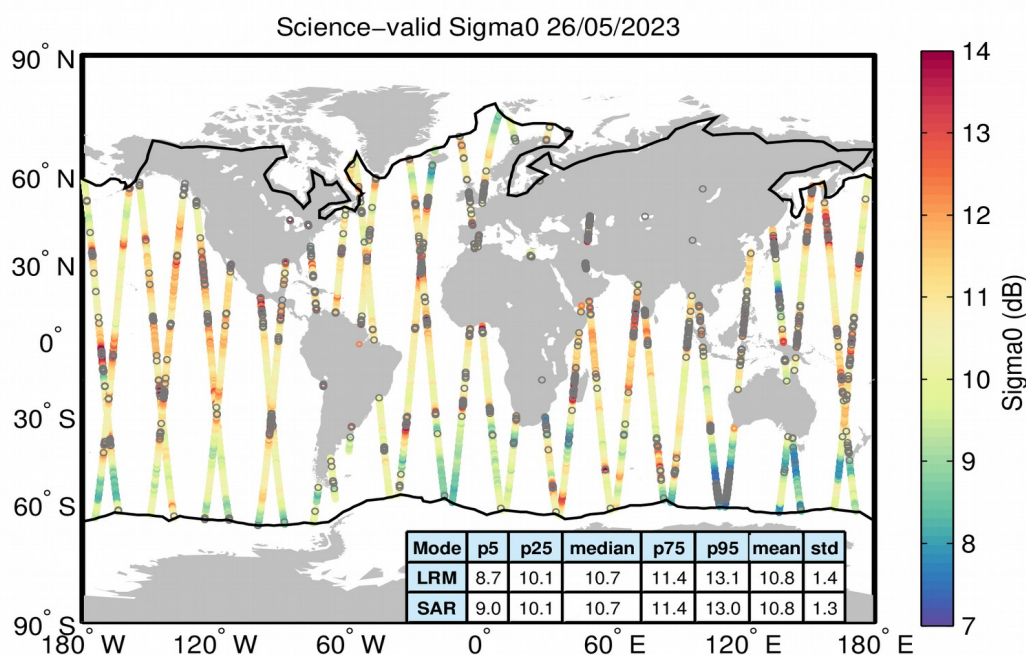 Science−valid Sigma0 26/05/2023
90° N
60° N
30° N
0°
30° S
60° S
90° S
180° W
120° W
60° W
0°
60° E
120° E
180° E
14
13
12
11
10
9
8
7
Sigma0 (dB)
Mode p5 p25 median p75 p95 mean std
LRM 8.7 10.1 10.7 11.4 13.1 10.8 1.4
SAR 9.0 10.1 10.7 11.4 13.0 10.8 1.3